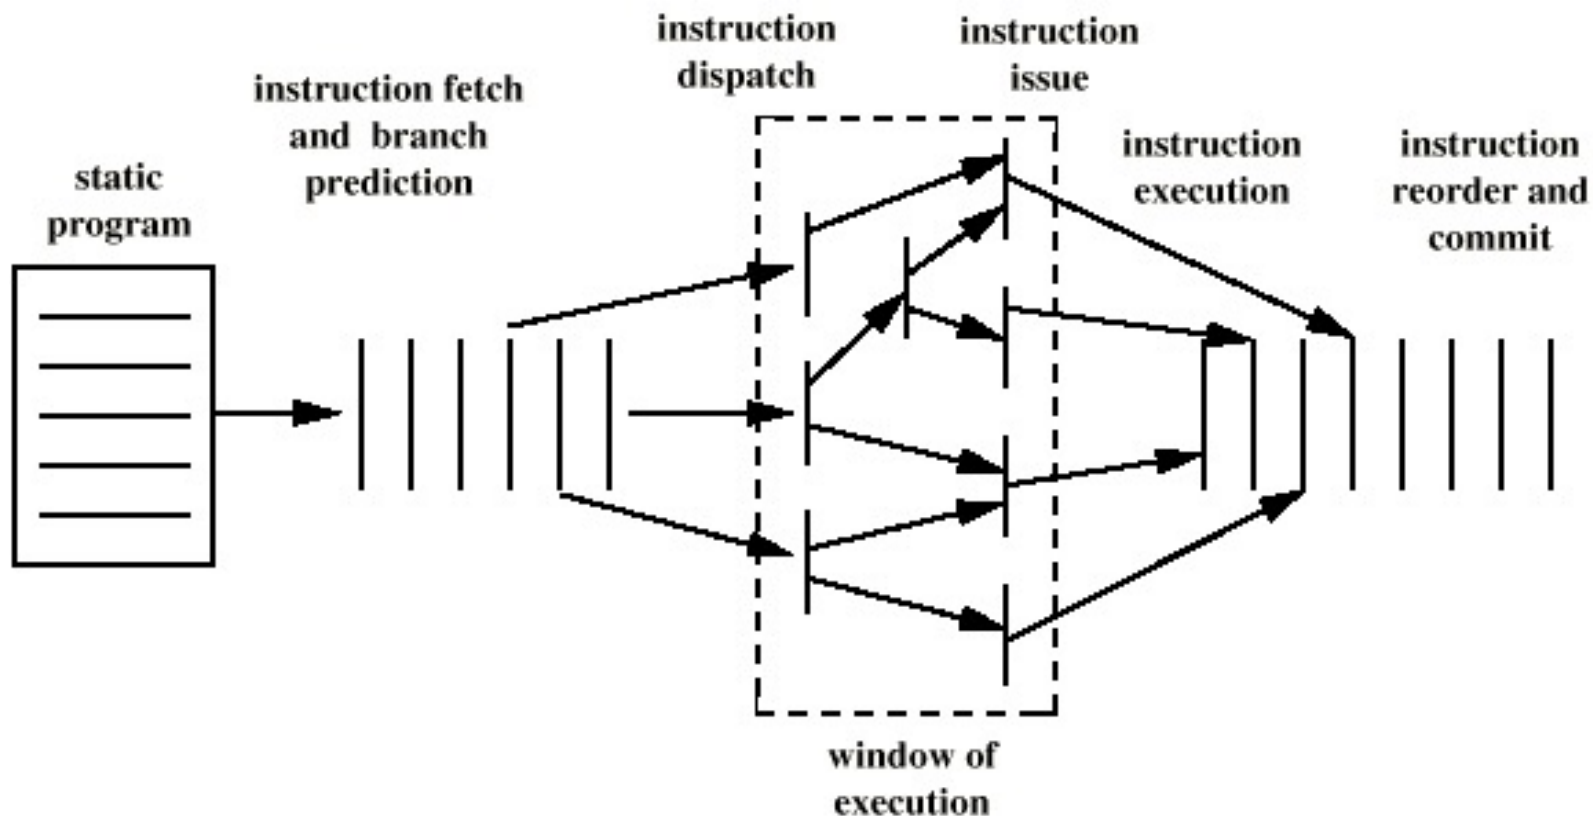 instruction
dispatch
instruction
issue
instruction fetch
and branch
prediction
instruction
execution
instruction
reorder and
commit
static
program
window of
execution